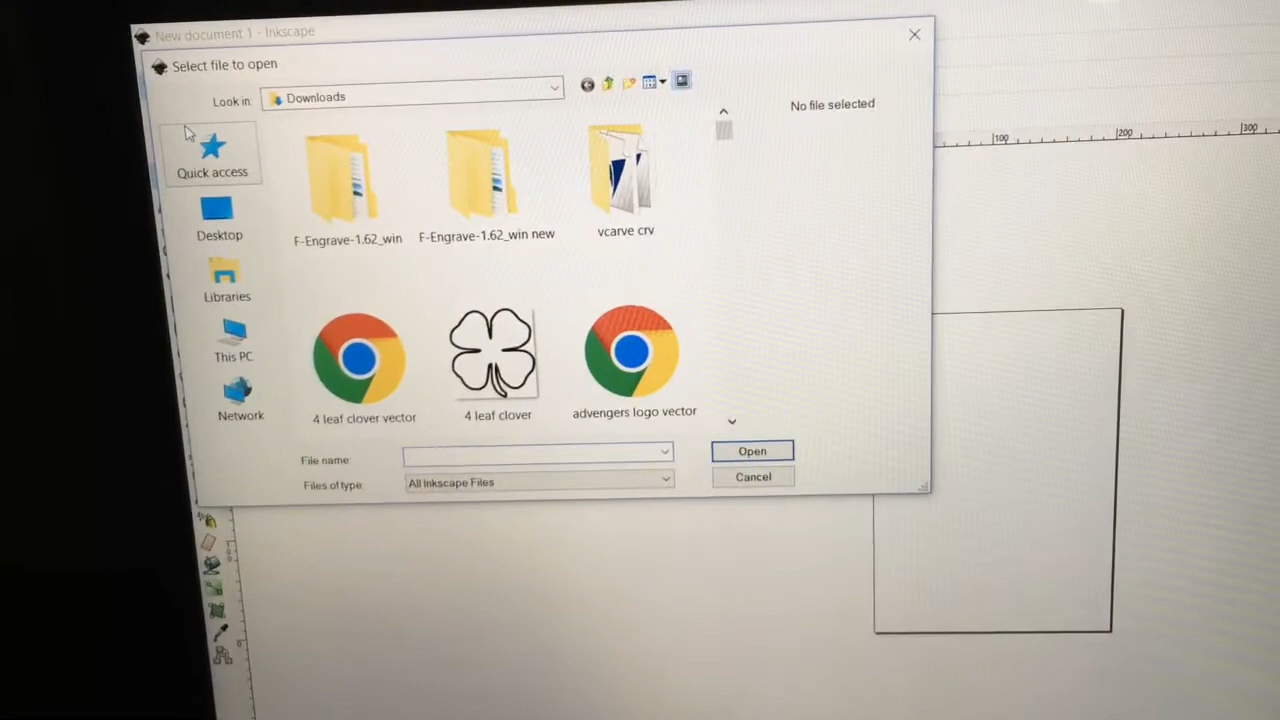 New document 1 - Inkscape
Select file to open
Look in:
Downloads
No file selected
Quick access
Desktop
Libraries
This PC
Network
F-Engrave-1.62_win
F-Engrave-1.62_win new
vcarve crv
4 leaf clover vector
4 leaf clover
advengers logo vector
File name:
Open
Files of type:
All Inkscape Files
Cancel
100
200
300